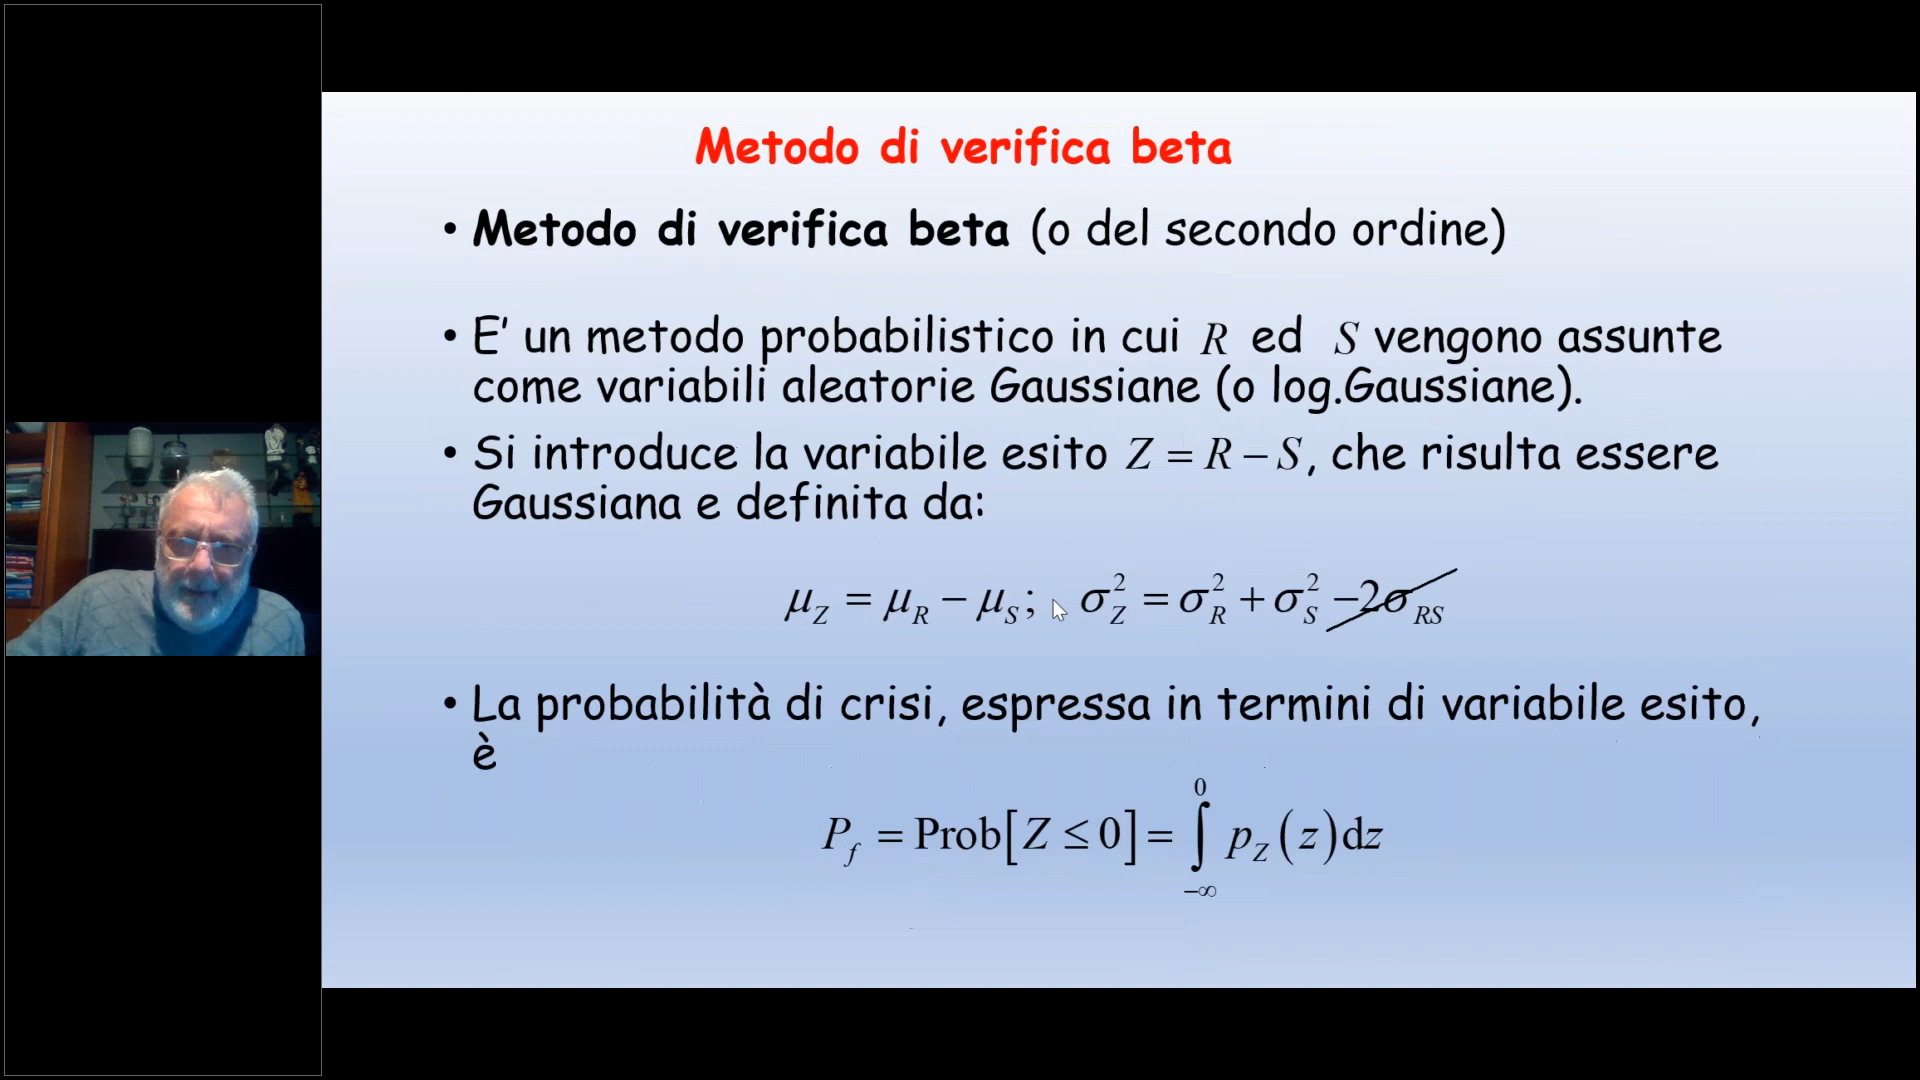 Metodo di verifica beta
• Metodo di verifica beta (o del secondo ordine)
• E' un metodo probabilistico in cui R ed S vengono assunte
come variabili aleatorie Gaussiane (o log.Gaussiane).
• Si introduce la variabile esito Z = R − S, che risulta essere
Gaussiana e definita da:
μ_Z = μ_R − μ_S; σ_Z^2 = σ_R^2 + σ_S^2 − 2σ_RS
• La probabilità di crisi, espressa in termini di variabile esito,
è
P_f = Prob[Z ≤ 0] = ∫_{−∞}^{0} p_Z(z)dz